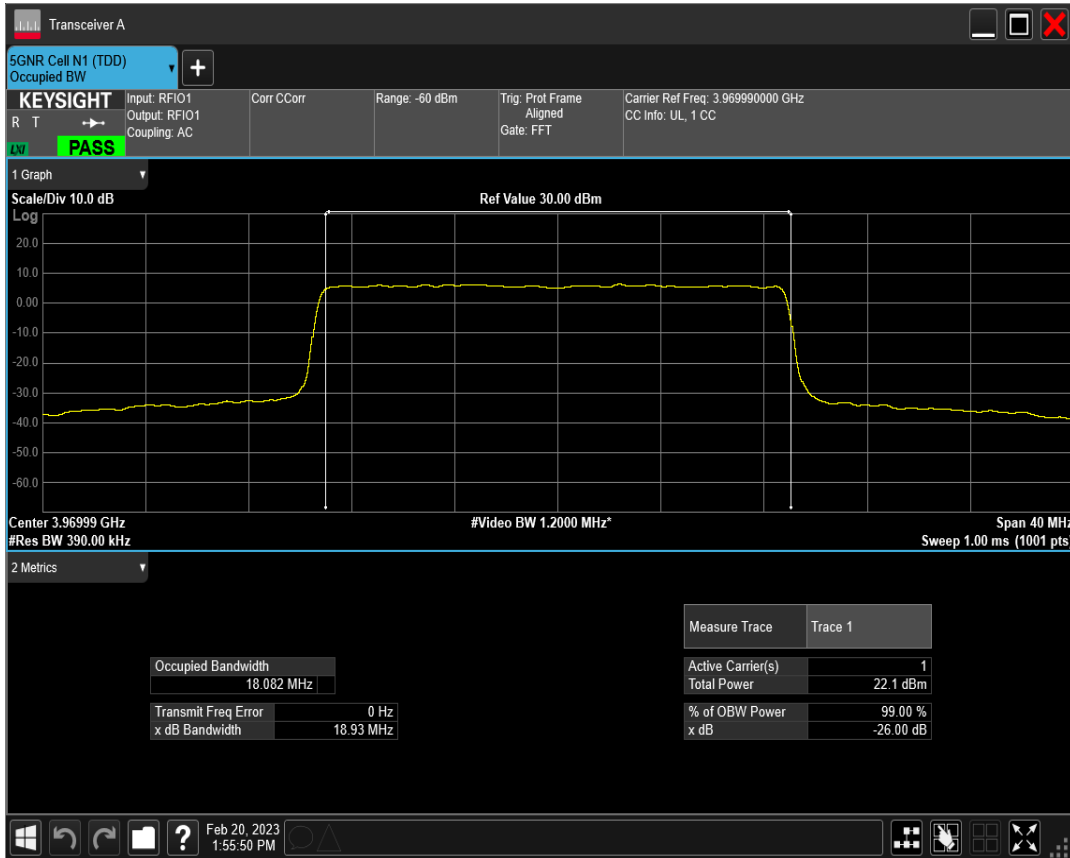 Transceiver A
5GNR Cell N1 (TDD)
Occupied BW
+
KEYSIGHT
R T
LXI
PASS
Input: RFIO1
Output: RFIO1
Coupling: AC
Corr CCorr
Range: -60 dBm
Trig: Prot Frame
Aligned
Gate: FFT
Carrier Ref Freq: 3.969990000 GHz
CC Info: UL, 1 CC
1 Graph
Scale/Div 10.0 dB
Ref Value 30.00 dBm
Log
20.0
10.0
0.00
-10.0
-20.0
-30.0
-40.0
-50.0
-60.0
Center 3.96999 GHz
#Video BW 1.2000 MHz*
Span 40 MHz
#Res BW 390.00 kHz
Sweep 1.00 ms (1001 pts)
2 Metrics
Measure Trace Trace 1
Occupied Bandwidth
18.082 MHz
Active Carrier(s) 1
Total Power 22.1 dBm
Transmit Freq Error 0 Hz
x dB Bandwidth 18.93 MHz
% of OBW Power 99.00 %
x dB -26.00 dB
?
Feb 20, 2023
1:55:50 PM